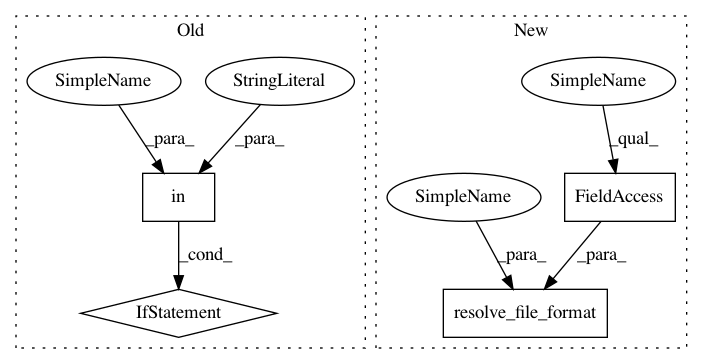 Old
New
SimpleName
StringLiteral
SimpleName
_para_
_para_
_qual_
in
SimpleName
FieldAccess
_cond_
_para_
_para_
IfStatement
resolve_file_format